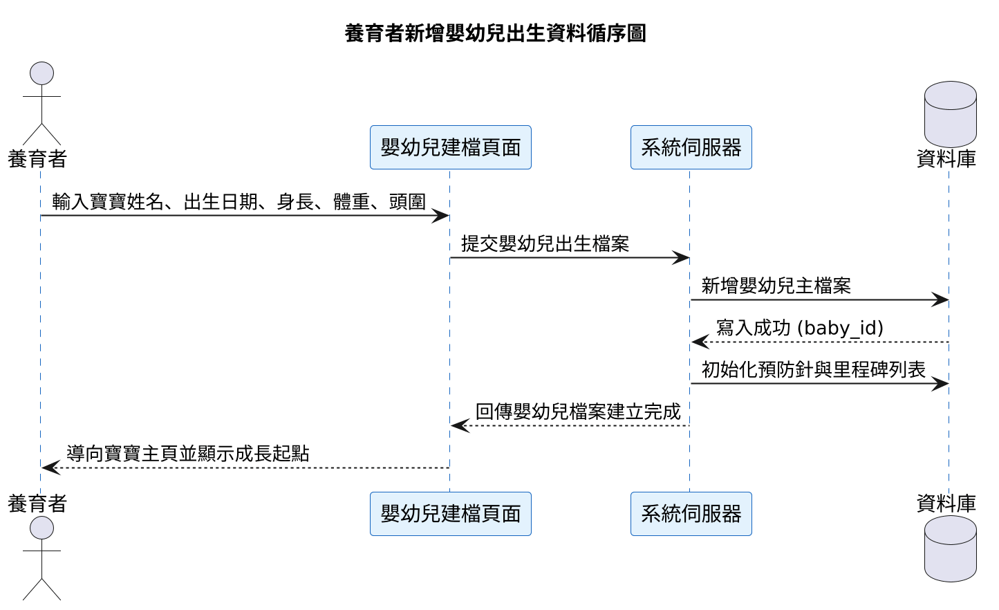 養育者新增嬰幼兒出生資料循序圖
養育者
嬰幼兒建檔頁面
系統伺服器
資料庫
輸入寶寶姓名、出生日期、身長、體重、頭圍
提交嬰幼兒出生檔案
新增嬰幼兒主檔案
寫入成功 (baby_id)
初始化預防針與里程碑列表
回傳嬰幼兒檔案建立完成
導向寶寶主頁並顯示成長起點
養育者
嬰幼兒建檔頁面
系統伺服器
資料庫